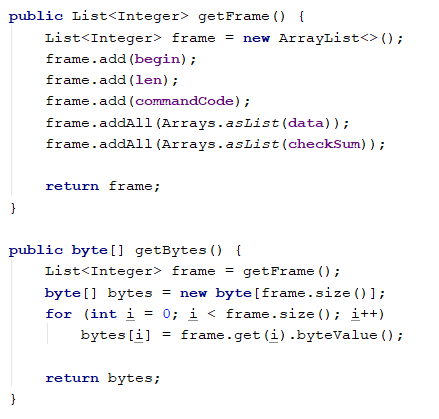 public List<Integer> getFrame() {
    List<Integer> frame = new ArrayList<>();
    frame.add(begin);
    frame.add(len);
    frame.add(commandCode);
    frame.addAll(Arrays.asList(data));
    frame.addAll(Arrays.asList(checkSum));

    return frame;
}

public byte[] getBytes() {
    List<Integer> frame = getFrame();
    byte[] bytes = new byte[frame.size()];
    for (int i = 0; i < frame.size(); i++)
        bytes[i] = frame.get(i).byteValue();

    return bytes;
}